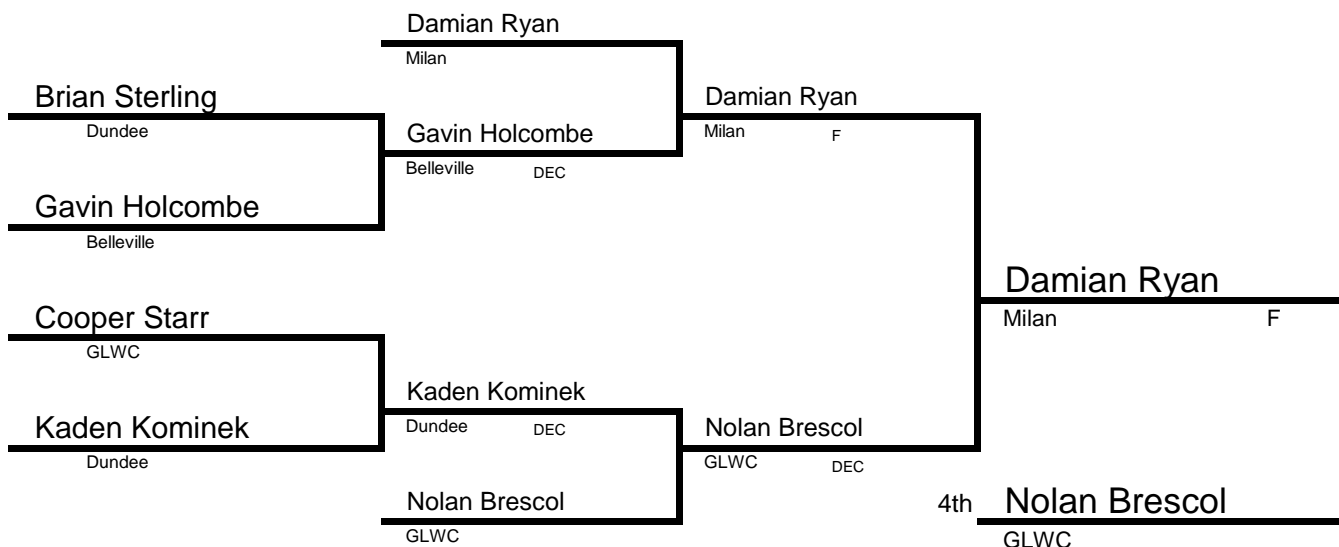 Damian Ryan
Milan
Brian Sterling
Dundee
Damian Ryan
Milan F
Gavin Holcombe
Belleville DEC
Gavin Holcombe
Belleville
Damian Ryan
Milan F
Cooper Starr
GLWC
Kaden Kominek
Dundee DEC
Kaden Kominek
Dundee
Nolan Brescol
GLWC DEC
Nolan Brescol
GLWC
4th Nolan Brescol
GLWC